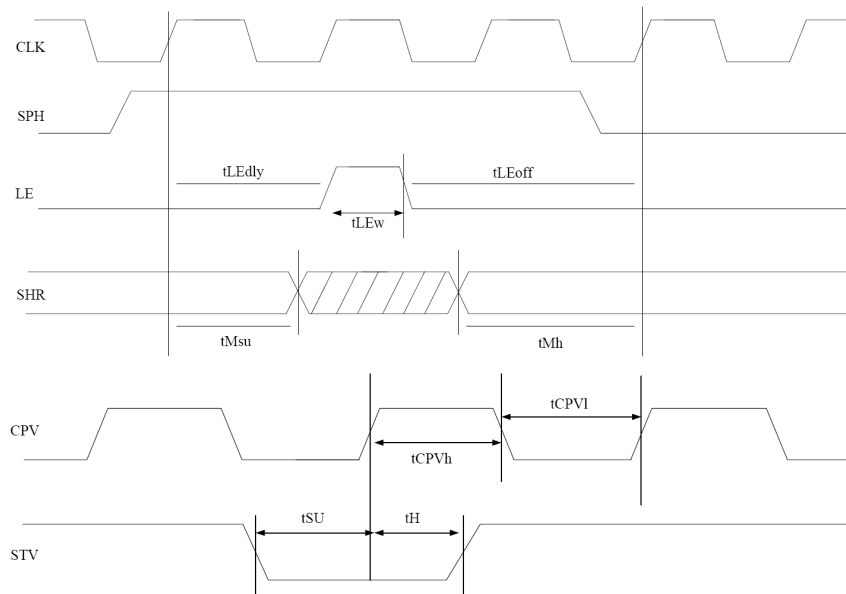 CLK
SPH
tLEdly
tLEoff
LE
tLEw
SHR
tMsu
tMh
tCPVl
CPV
tCPVh
tSU
tH
STV